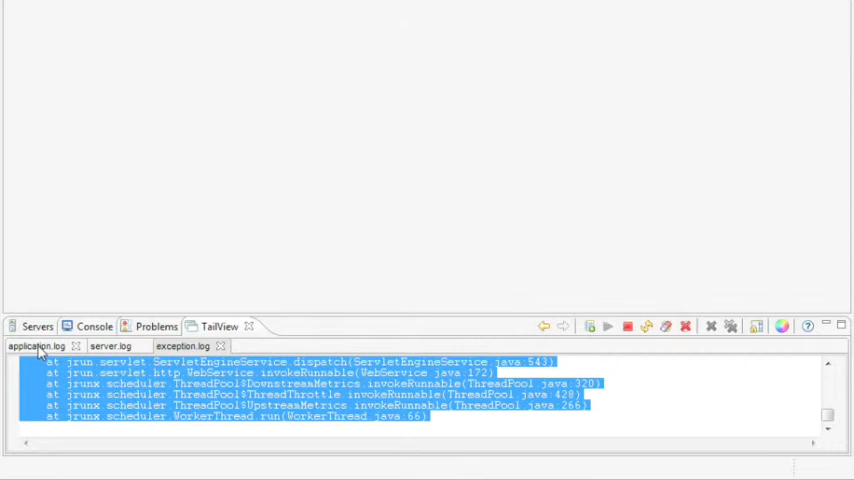 Servers Console Problems TailView
application.log server.log exception.log
at jrun.servlet.ServletEngineService.dispatch(ServletEngineService.java:543)
at jrun.servlet.http.WebService.invokeRunnable(WebService.java:172)
at jrunx.scheduler.ThreadPool$DownstreamMetrics.invokeRunnable(ThreadPool.java:320)
at jrunx.scheduler.ThreadPool$ThreadThrottle.invokeRunnable(ThreadPool.java:428)
at jrunx.scheduler.ThreadPool$UpstreamMetrics.invokeRunnable(ThreadPool.java:266)
at jrunx.scheduler.WorkerThread.run(WorkerThread.java:66)